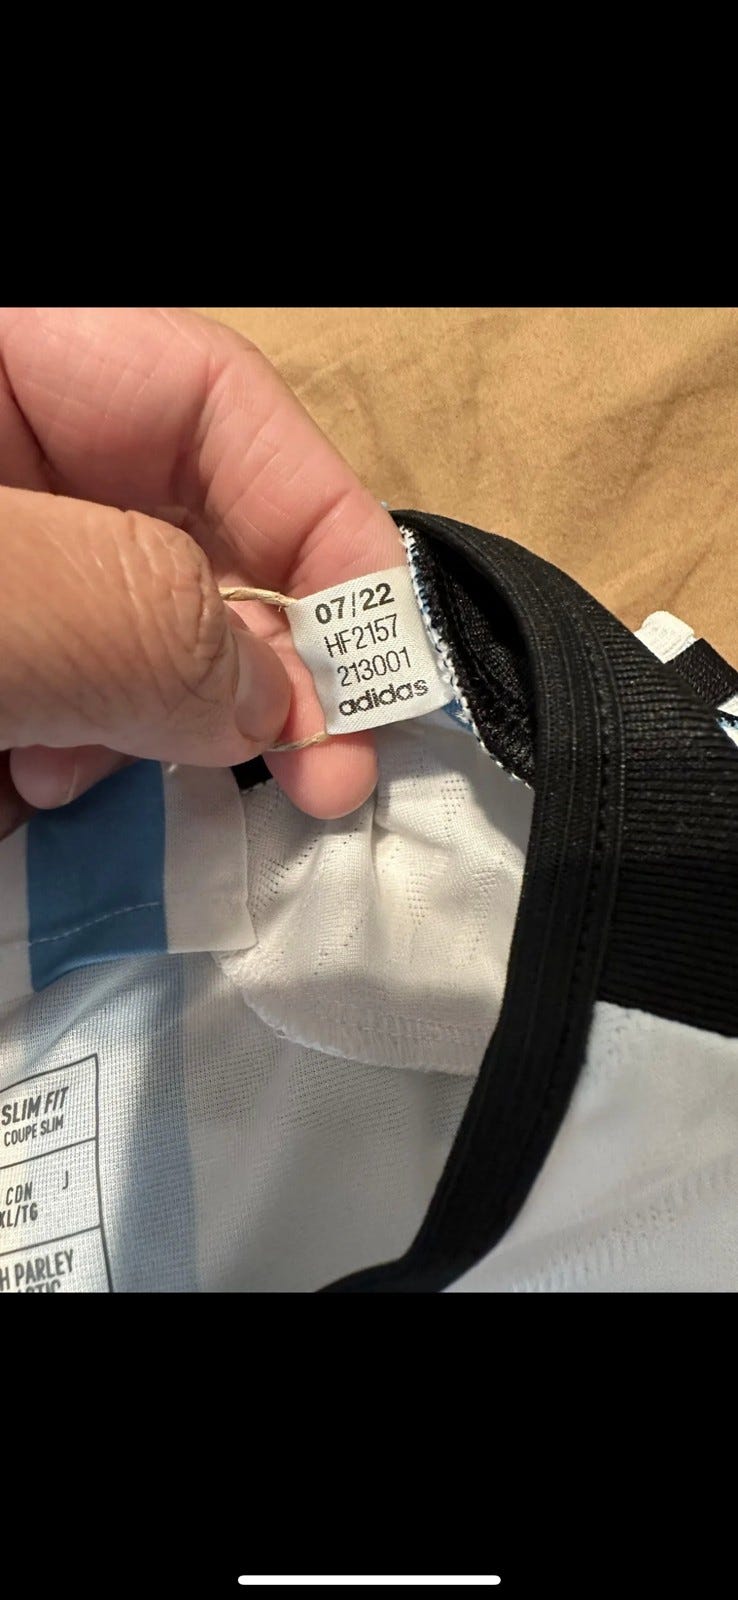 07/22
HF2157
213001
adidas
SLIM FIT
COUPE SLIM
CDN J
XL/TG
PARLEY